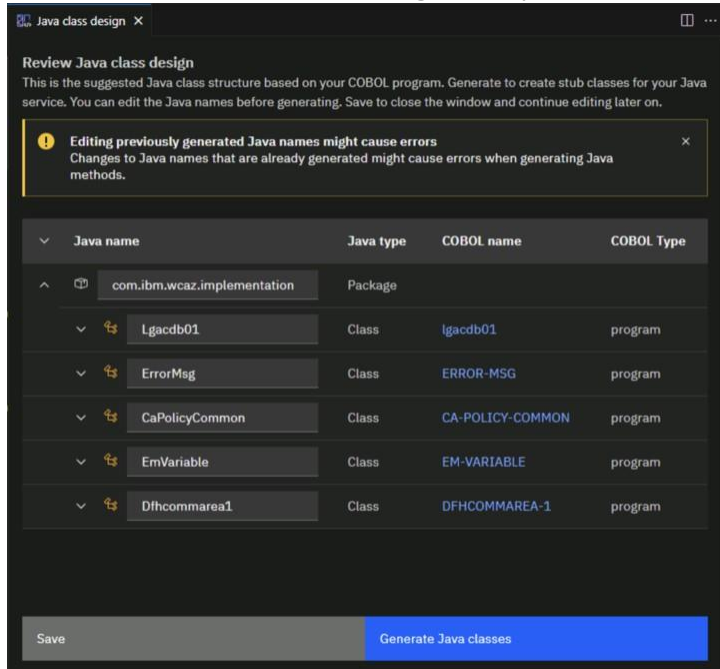 Java class design
Review Java class design
This is the suggested Java class structure based on your COBOL program. Generate to create stub classes for your Java
service. You can edit the Java names before generating. Save to close the window and continue editing later on.
Editing previously generated Java names might cause errors
Changes to Java names that are already generated might cause errors when generating Java
methods.
Java name Java type COBOL name COBOL Type
com.ibm.wcaz.implementation Package
Lgacdb01 Class lgacdb01 program
ErrorMsg Class ERROR-MSG program
CaPolicyCommon Class CA-POLICY-COMMON program
EmVariable Class EM-VARIABLE program
Dfhcommarea1 Class DFHCOMMAREA-1 program
Save Generate Java classes